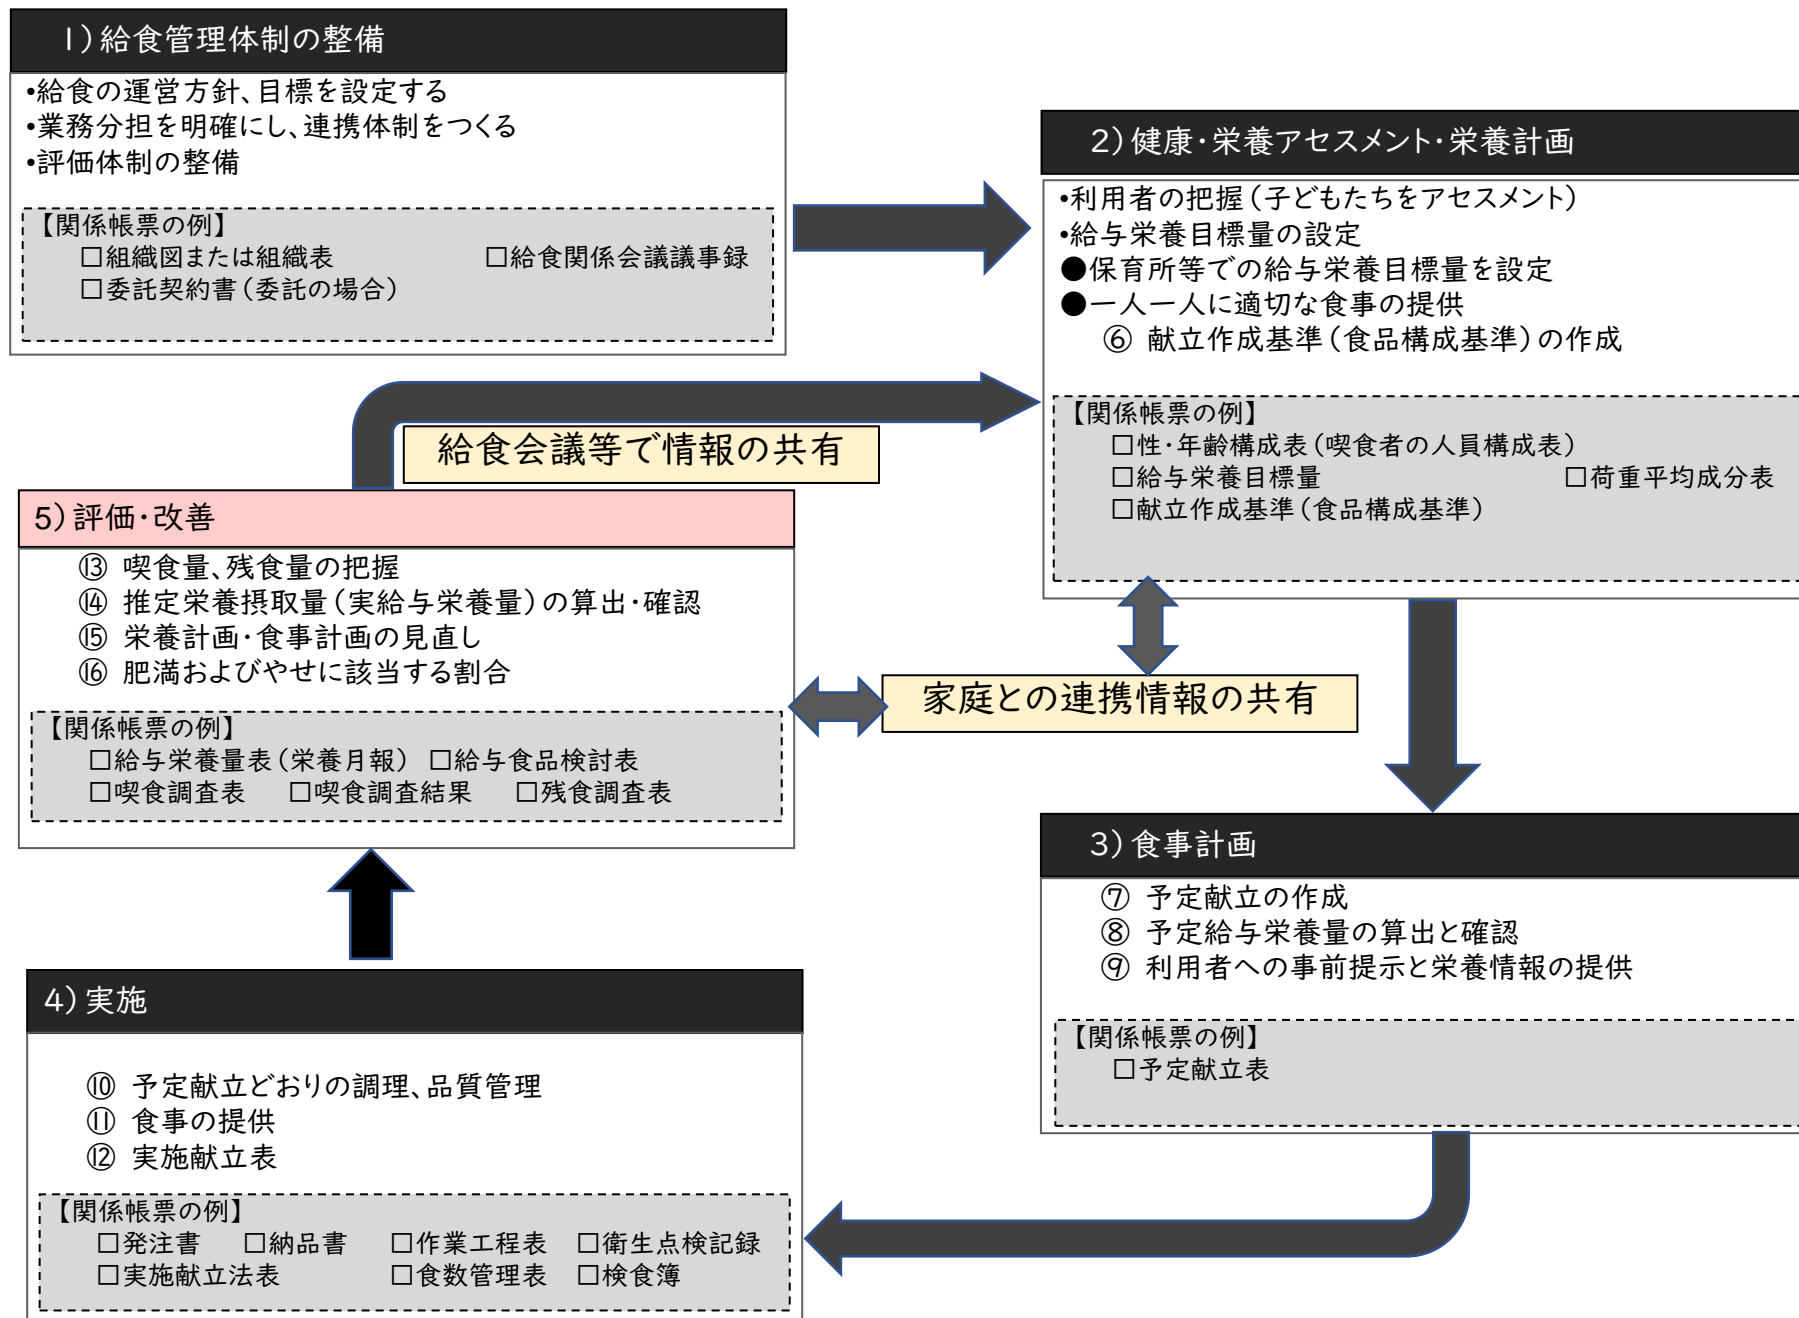 1）給食管理体制の整備
•給食の運営方針、目標を設定する
•業務分担を明確にし、連携体制をつくる
•評価体制の整備
【関係帳票の例】
□組織図または組織表　□給食関係会議議事録
□委託契約書（委託の場合）
2）健康・栄養アセスメント・栄養計画
•利用者の把握（子どもたちをアセスメント）
•給与栄養目標量の設定
●保育所等での給与栄養目標量を設定
●一人一人に適切な食事の提供
⑥ 献立作成基準（食品構成基準）の作成
【関係帳票の例】
□性・年齢構成表（喫食者の人員構成表）
□給与栄養目標量　□荷重平均成分表
□献立作成基準（食品構成基準）
給食会議等で情報の共有
家庭との連携情報の共有
3）食事計画
⑦ 予定献立の作成
⑧ 予定給与栄養量の算出と確認
⑨ 利用者への事前提示と栄養情報の提供
【関係帳票の例】
□予定献立表
4）実施
⑩ 予定献立どおりの調理、品質管理
⑪ 食事の提供
⑫ 実施献立表
【関係帳票の例】
□発注書　□納品書　□作業工程表　□衛生点検記録
□実施献立法表　□食数管理表　□検食簿
5）評価・改善
⑬ 喫食量、残食量の把握
⑭ 推定栄養摂取量（実給与栄養量）の算出・確認
⑮ 栄養計画・食事計画の見直し
⑯ 肥満およびやせに該当する割合
【関係帳票の例】
□給与栄養量表（栄養月報）　□給与食品検討表
□喫食調査表　□喫食調査結果　□残食調査表